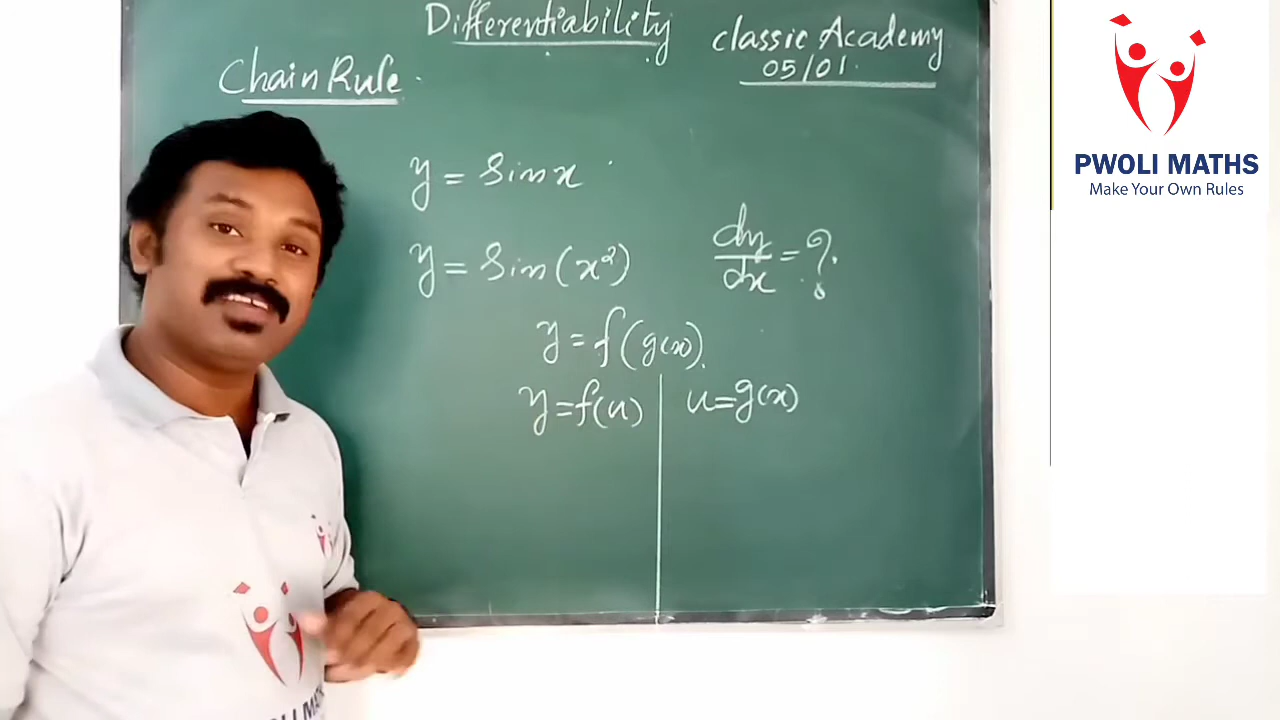 Differentiability
classic Academy
05/01.
Chain Rule
y = sin x
y = sin(x²)
dy/dx = ?
y = f(g(x)).
y = f(u)
u = g(x)
PWOLI MATHS
Make Your Own Rules